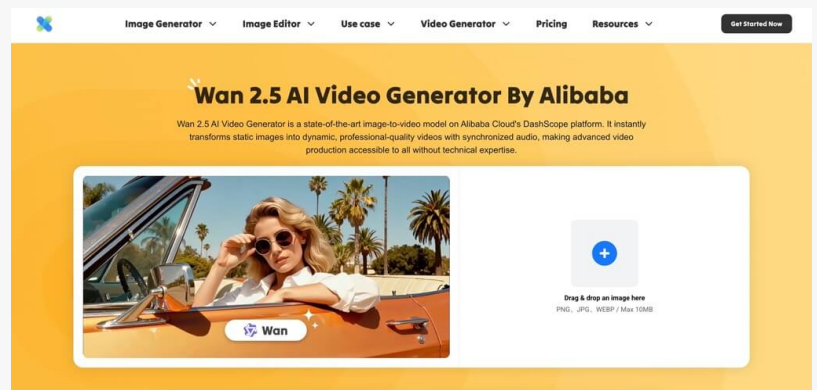 Image Generator
Image Editor
Use case
Video Generator
Pricing
Resources
Get Started Now
Wan 2.5 AI Video Generator By Alibaba
Wan 2.5 AI Video Generator is a state-of-the-art image-to-video model on Alibaba Cloud's DashScope platform. It instantly
transforms static images into dynamic, professional-quality videos with synchronized audio, making advanced video
production accessible to all without technical expertise.
Wan
Drag & drop an image here
PNG、JPG、WEBP / Max 10MB